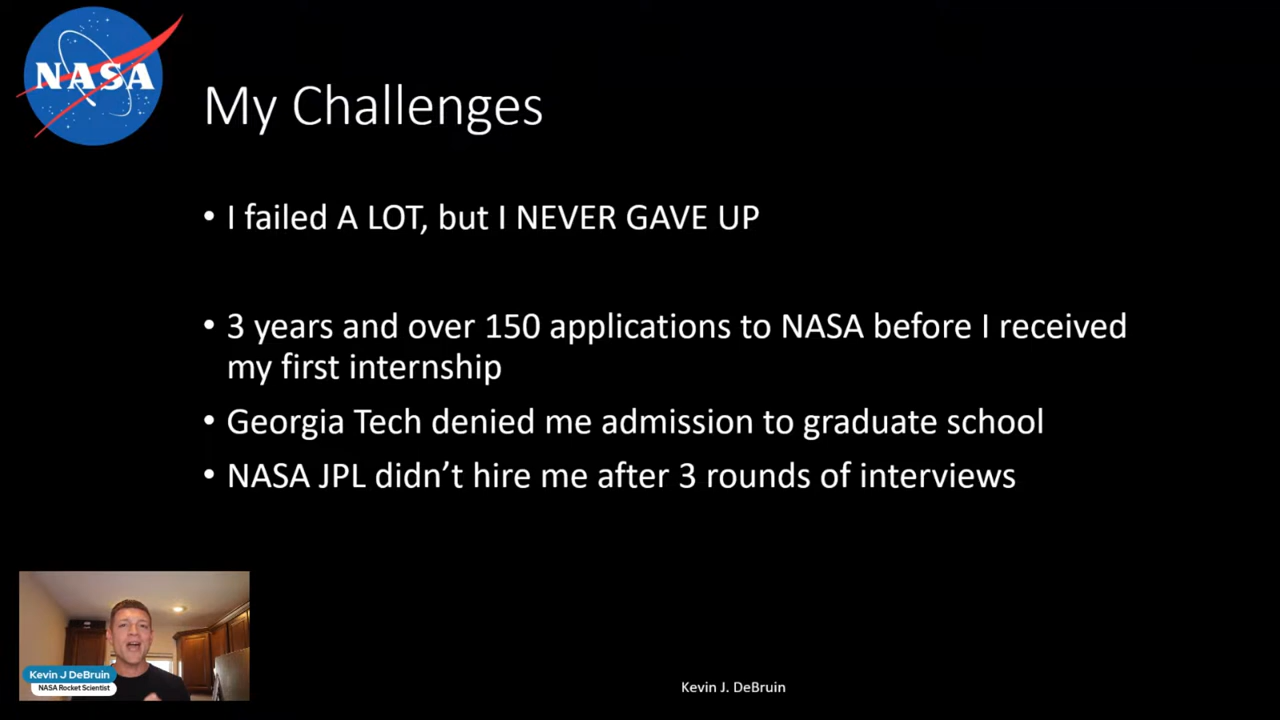 NASA
My Challenges
• I failed A LOT, but I NEVER GAVE UP
• 3 years and over 150 applications to NASA before I received
my first internship
• Georgia Tech denied me admission to graduate school
• NASA JPL didn’t hire me after 3 rounds of interviews
Kevin J DeBruin
NASA Rocket Scientist
Kevin J. DeBruin